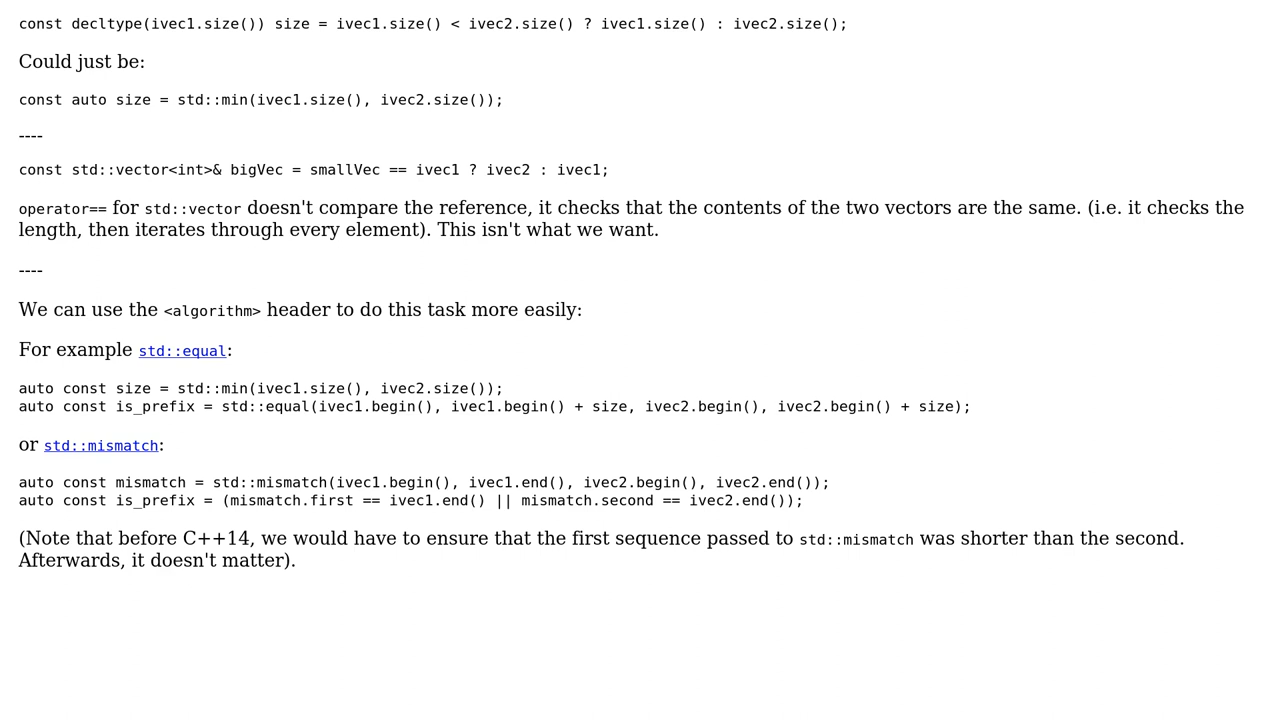 const decltype(ivec1.size()) size = ivec1.size() < ivec2.size() ? ivec1.size() : ivec2.size();
Could just be:
const auto size = std::min(ivec1.size(), ivec2.size());
----
const std::vector<int>& bigVec = smallVec == ivec1 ? ivec2 : ivec1;
operator== for std::vector doesn't compare the reference, it checks that the contents of the two vectors are the same. (i.e. it checks the
length, then iterates through every element). This isn't what we want.
----
We can use the <algorithm> header to do this task more easily:
For example std::equal:
auto const size = std::min(ivec1.size(), ivec2.size());
auto const is_prefix = std::equal(ivec1.begin(), ivec1.begin() + size, ivec2.begin(), ivec2.begin() + size);
or std::mismatch:
auto const mismatch = std::mismatch(ivec1.begin(), ivec1.end(), ivec2.begin(), ivec2.end());
auto const is_prefix = (mismatch.first == ivec1.end() || mismatch.second == ivec2.end());
(Note that before C++14, we would have to ensure that the first sequence passed to std::mismatch was shorter than the second.
Afterwards, it doesn't matter).